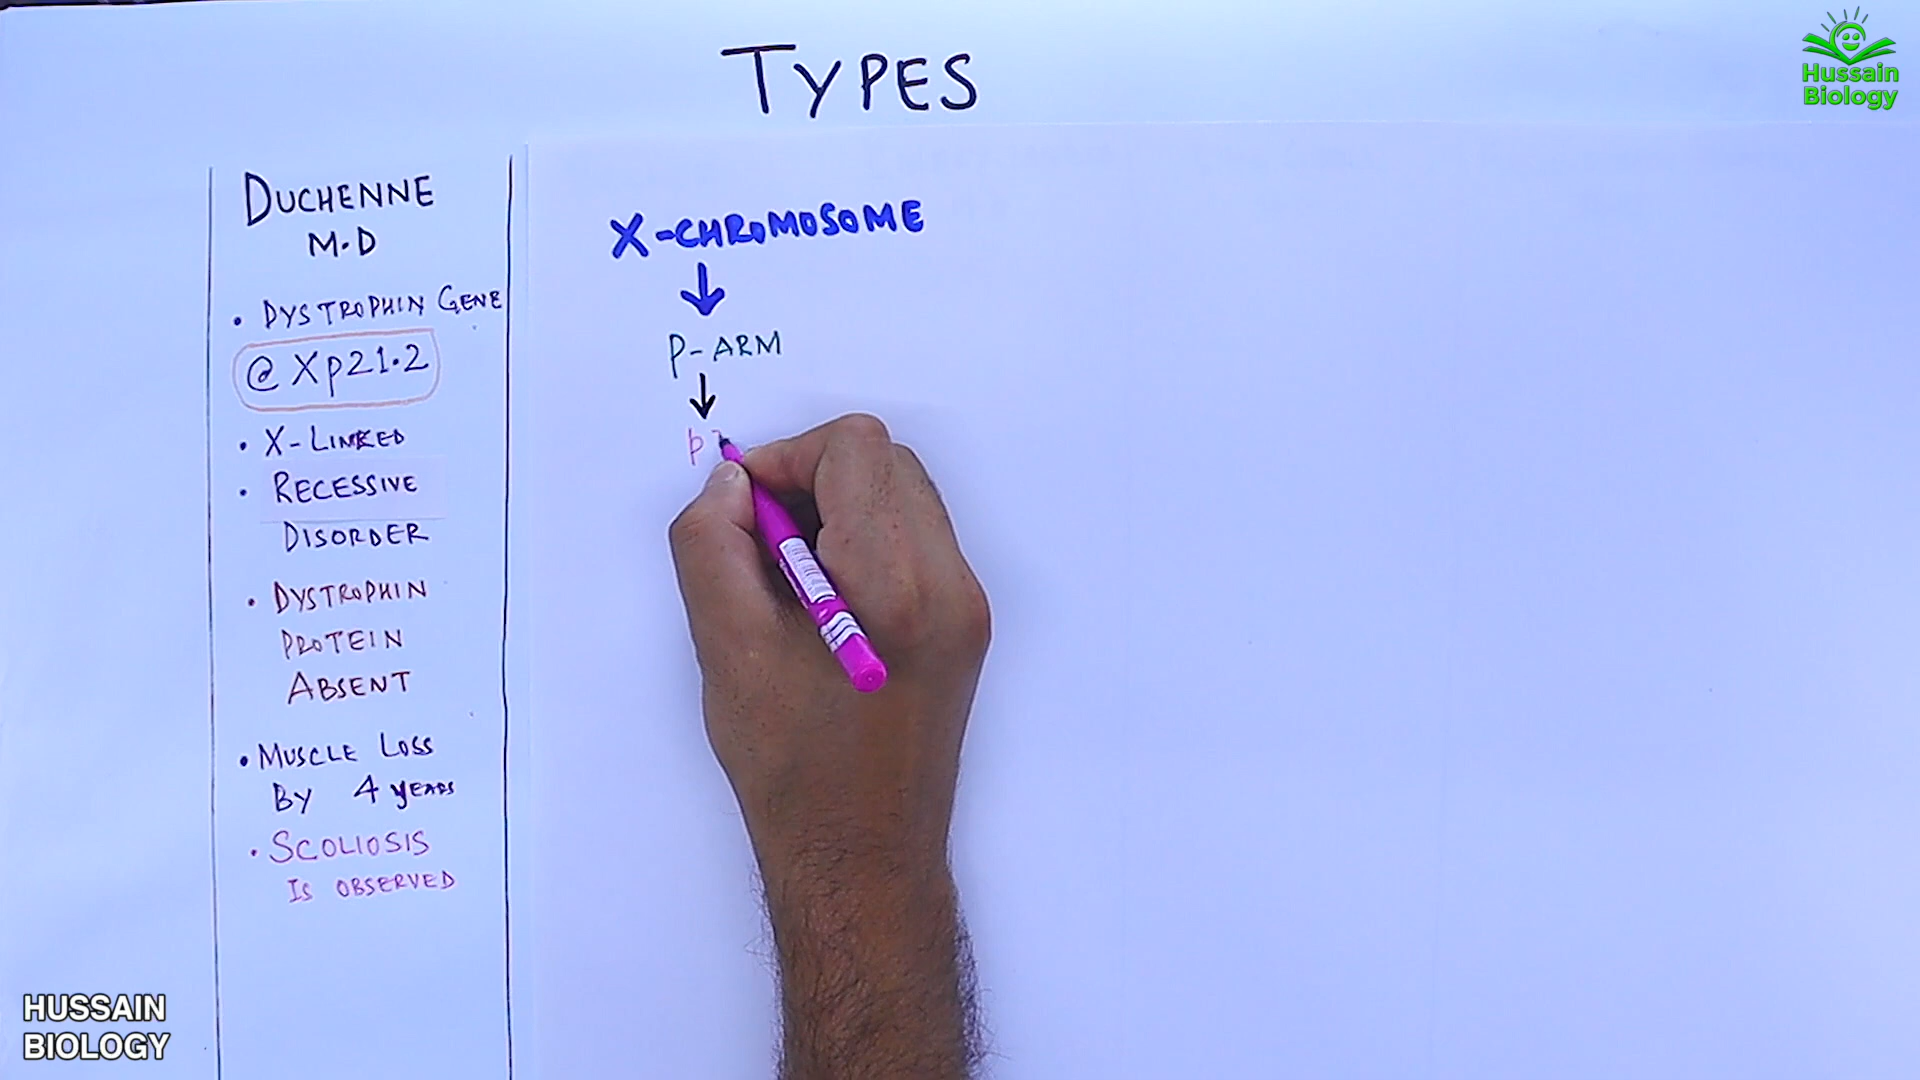 TYPES
Hussain
Biology
DUCHENNE
M.D
• DYSTROPHIN GENE
@ Xp21.2
• X-LINKED
• RECESSIVE
DISORDER
• DYSTROPHIN
PROTEIN
ABSENT
• MUSCLE LOSS
BY 4 YEARS
• SCOLIOSIS
IS OBSERVED
X-CHROMOSOME
P-ARM
p
HUSSAIN
BIOLOGY